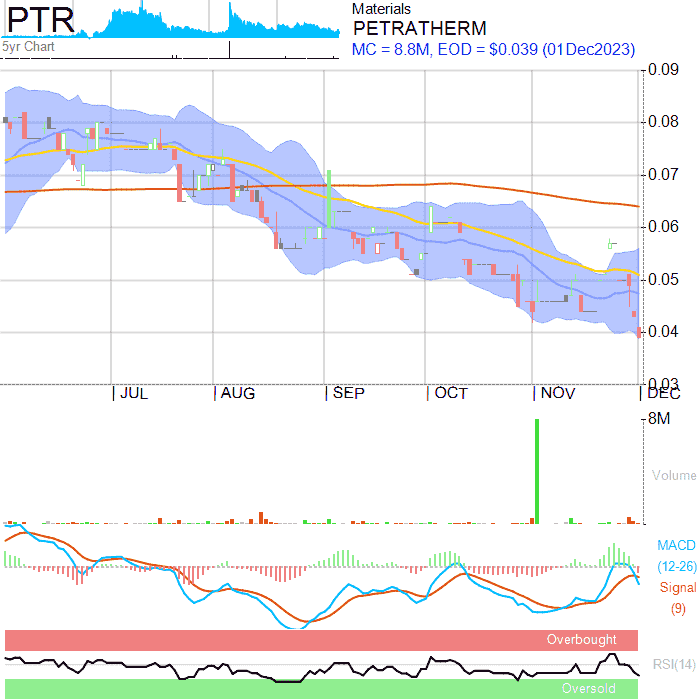 PTR
5yr Chart
Materials
PETRATHERM
MC = 8.8M, EOD = $0.039 (01Dec2023)
0.09
0.08
0.07
0.06
0.05
0.04
0.03
JUL AUG SEP OCT NOV DEC
8M
Volume
MACD
(12-26)
Signal
(9)
Overbought
RSI(14)
Oversold